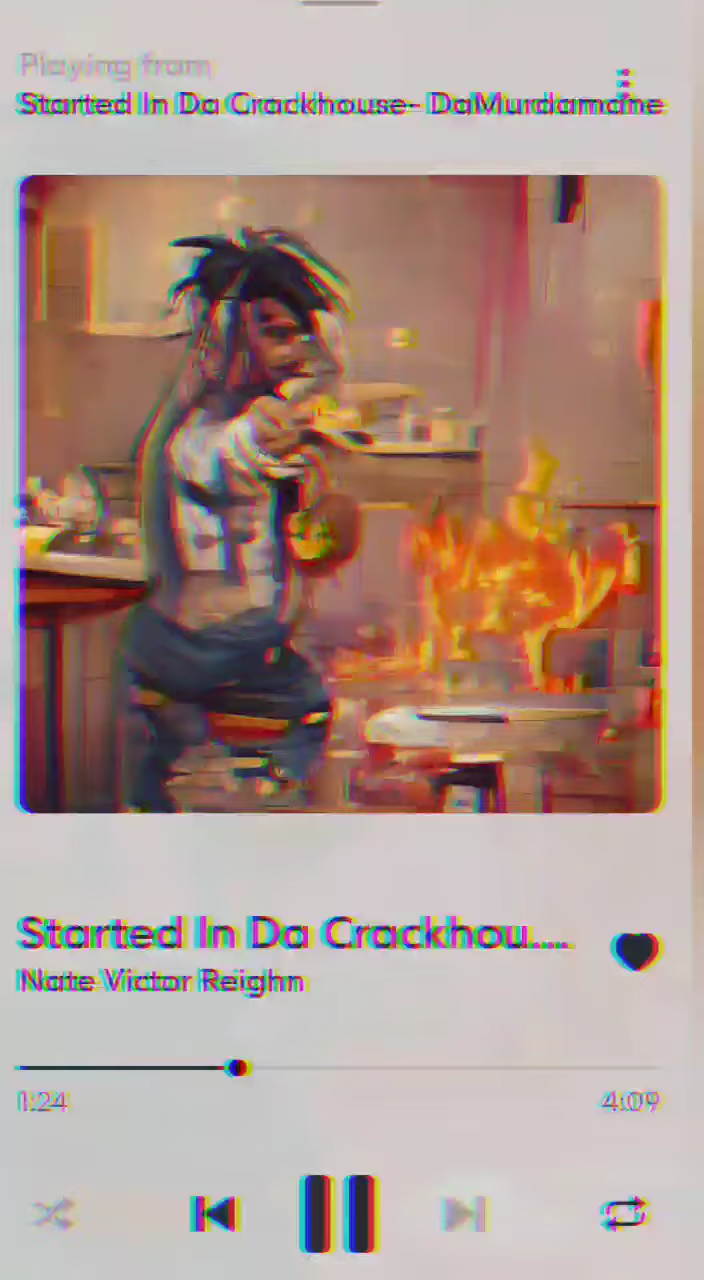 Playing from
Started In Da Crackhouse- DaMurdamane
Started In Da Crackhou....
Nate Victor Reighn
1:24
4:09